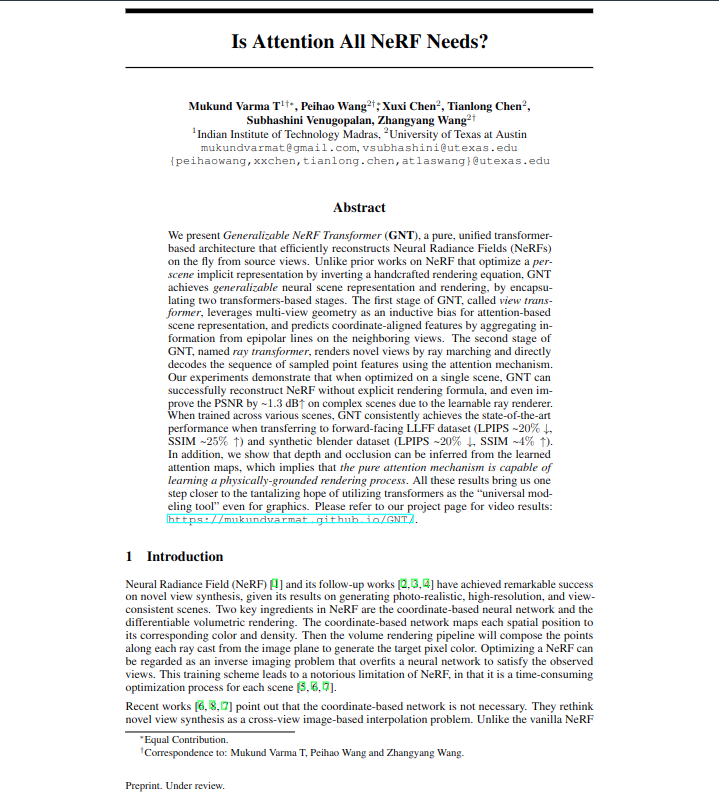 Is Attention All NeRF Needs?
Mukund Varma T¹†*, Peihao Wang²†*, Xuxi Chen², Tianlong Chen²,
Subhashini Venugopalan, Zhangyang Wang²†
¹Indian Institute of Technology Madras, ²University of Texas at Austin
mukundvarmat@gmail.com, vsubhashini@utexas.edu
{peihaowang,xxchen,tianlong.chen,atlaswang}@utexas.edu
Abstract
We present Generalizable NeRF Transformer (GNT), a pure, unified transformer-
based architecture that efficiently reconstructs Neural Radiance Fields (NeRFs)
on the fly from source views. Unlike prior works on NeRF that optimize a per-
scene implicit representation by inverting a handcrafted rendering equation, GNT
achieves generalizable neural scene representation and rendering, by encapsu-
lating two transformers-based stages. The first stage of GNT, called view trans-
former, leverages multi-view geometry as an inductive bias for attention-based
scene representation, and predicts coordinate-aligned features by aggregating in-
formation from epipolar lines on the neighboring views. The second stage of
GNT, named ray transformer, renders novel views by ray marching and directly
decodes the sequence of sampled point features using the attention mechanism.
Our experiments demonstrate that when optimized on a single scene, GNT can
successfully reconstruct NeRF without explicit rendering formula, and even im-
prove the PSNR by ~1.3 dB↑ on complex scenes due to the learnable ray renderer.
When trained across various scenes, GNT consistently achieves the state-of-the-art
performance when transferring to forward-facing LLFF dataset (LPIPS ~20% ↓,
SSIM ~25% ↑) and synthetic blender dataset (LPIPS ~20% ↓, SSIM ~4% ↑).
In addition, we show that depth and occlusion can be inferred from the learned
attention maps, which implies that the pure attention mechanism is capable of
learning a physically-grounded rendering process. All these results bring us one
step closer to the tantalizing hope of utilizing transformers as the “universal mod-
eling tool” even for graphics. Please refer to our project page for video results:
https://mukundvarmat.github.io/GNT/.
1 Introduction
Neural Radiance Field (NeRF) [1] and its follow-up works [2, 3, 4] have achieved remarkable success
on novel view synthesis, given its results on generating photo-realistic, high-resolution, and view-
consistent scenes. Two key ingredients in NeRF are the coordinate-based neural network and the
differentiable volumetric rendering. The coordinate-based network maps each spatial position to
its corresponding color and density. Then the volume rendering pipeline will compose the points
along each ray cast from the image plane to generate the target pixel color. Optimizing a NeRF can
be regarded as an inverse imaging problem that overfits a neural network to satisfy the observed
views. This training scheme leads to a notorious limitation of NeRF, in that it is a time-consuming
optimization process for each scene [5, 6, 7].
Recent works [6, 8, 7] point out that the coordinate-based network is not necessary. They rethink
novel view synthesis as a cross-view image-based interpolation problem. Unlike the vanilla NeRF
*Equal Contribution.
†Correspondence to: Mukund Varma T, Peihao Wang and Zhangyang Wang.
Preprint. Under review.